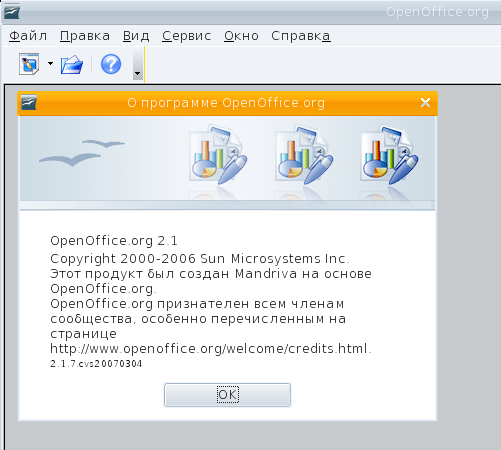 OpenOffice org
Файл Правка Вид Сервис Окно Справка
О программе OpenOffice org
OpenOffice.org 2.1
Copyright 2000-2006 Sun Microsystems Inc.
Этот продукт был создан Mandriva на основе
OpenOffice.org.
OpenOffice.org признателен всем членам
сообщества, особенно перечисленным на
странице
http://www.openoffice.org/welcome/credits.html.
2.1.7.cvs20070304
OK